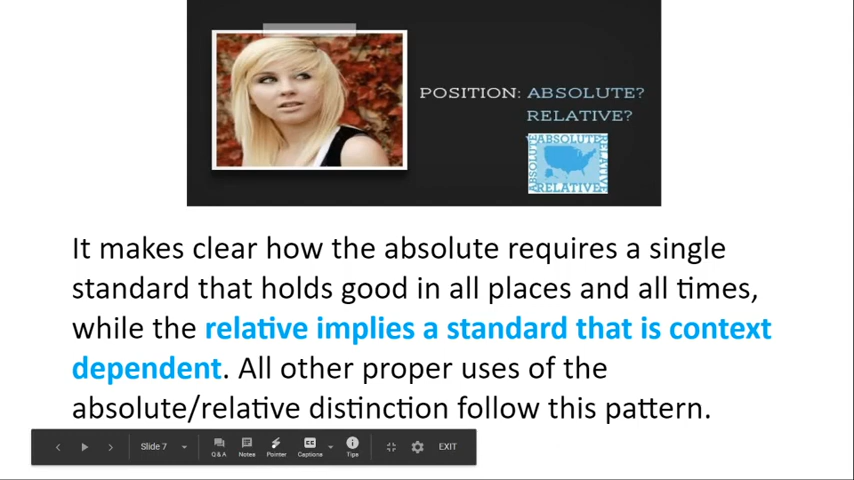 POSITION: ABSOLUTE?
RELATIVE?
ABSOLUTE
ABSOLUTE
RELATIVE
RELATIVE
It makes clear how the absolute requires a single
standard that holds good in all places and all times,
while the relative implies a standard that is context
dependent. All other proper uses of the
absolute/relative distinction follow this pattern.
Slide 7
Q&A
Notes
Pointer
Captions
Tips
EXIT